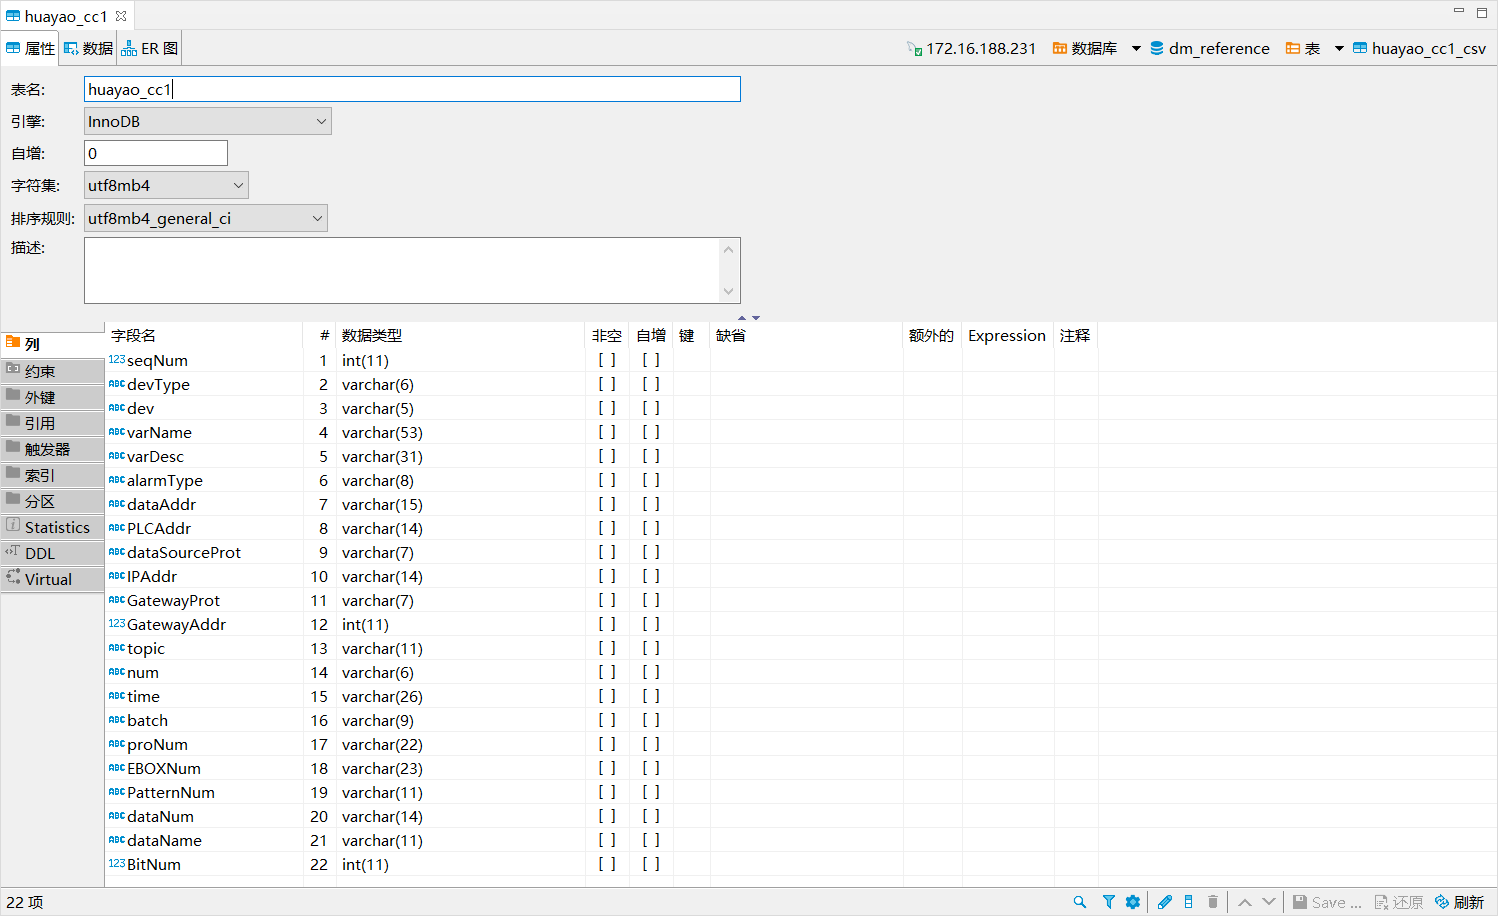 huayao_cc1
属性 数据 ER 图 172.16.188.231 数据库 dm_reference 表 huayao_cc1_csv
表名: huayao_cc1
引擎: InnoDB
自增: 0
字符集: utf8mb4
排序规则: utf8mb4_general_ci
描述:
列
约束
外键
引用
触发器
索引
分区
Statistics
DDL
Virtual
字段名 # 数据类型 非空 自增 键 缺省 额外的 Expression 注释
123 seqNum 1 int(11) [ ] [ ]
ABC devType 2 varchar(6) [ ] [ ]
ABC dev 3 varchar(5) [ ] [ ]
ABC varName 4 varchar(53) [ ] [ ]
ABC varDesc 5 varchar(31) [ ] [ ]
ABC alarmType 6 varchar(8) [ ] [ ]
ABC dataAddr 7 varchar(15) [ ] [ ]
ABC PLCAddr 8 varchar(14) [ ] [ ]
ABC dataSourceProt 9 varchar(7) [ ] [ ]
ABC IPAddr 10 varchar(14) [ ] [ ]
ABC GatewayProt 11 varchar(7) [ ] [ ]
123 GatewayAddr 12 int(11) [ ] [ ]
ABC topic 13 varchar(11) [ ] [ ]
ABC num 14 varchar(6) [ ] [ ]
ABC time 15 varchar(26) [ ] [ ]
ABC batch 16 varchar(9) [ ] [ ]
ABC proNum 17 varchar(22) [ ] [ ]
ABC EBOXNum 18 varchar(23) [ ] [ ]
ABC PatternNum 19 varchar(11) [ ] [ ]
ABC dataNum 20 varchar(14) [ ] [ ]
ABC dataName 21 varchar(11) [ ] [ ]
123 BitNum 22 int(11) [ ] [ ]
22 项 Save ... 还原 刷新